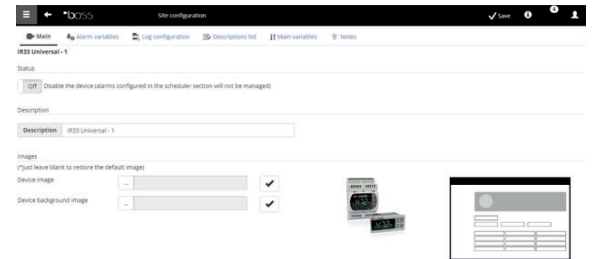 boss Site configuration Save 4
Main Alarm variables Log configuration Descriptions list Main variables Notes
IR33 Universal - 1
Status
Off Disable the device (alarms configured in the scheduler section will not be managed)
Description
Description IR33 Universal - 1
Images
(*Just leave blank to restore the default image)
Device image ...
Device background image ...